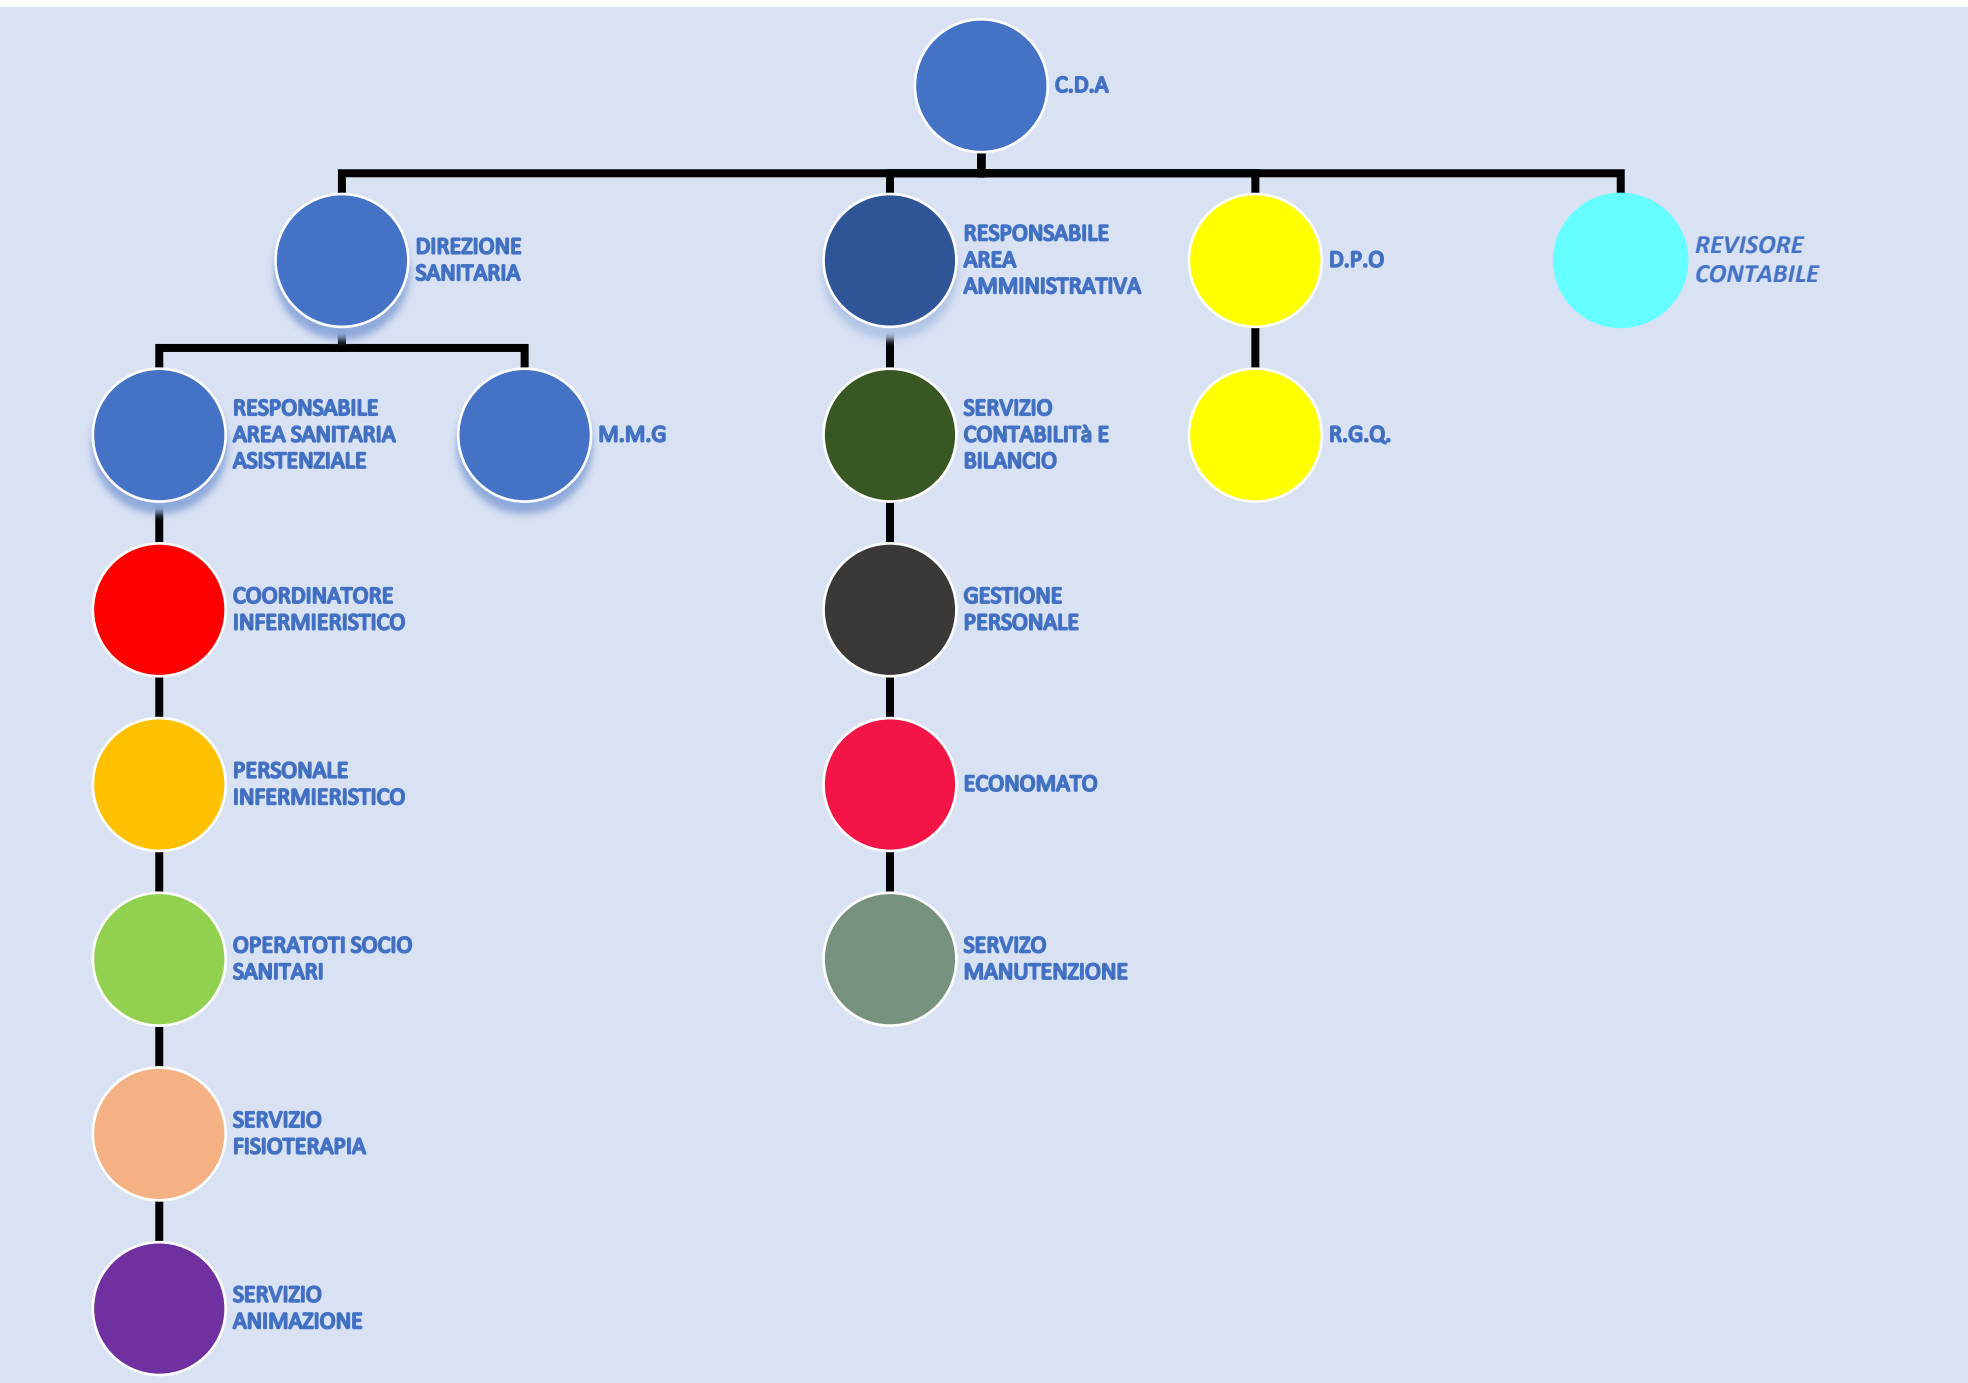 C.D.A
DIREZIONE
SANITARIA
RESPONSABILE
AREA
AMMINISTRATIVA
D.P.O
REVISORE
CONTABILE
RESPONSABILE
AREA SANITARIA
ASISTENZIALE
M.M.G
SERVIZIO
CONTABILITà E
BILANCIO
R.G.Q.
COORDINATORE
INFERMIERISTICO
GESTIONE
PERSONALE
PERSONALE
INFERMIERISTICO
ECONOMATO
OPERATOTI SOCIO
SANITARI
SERVIZO
MANUTENZIONE
SERVIZIO
FISIOTERAPIA
SERVIZIO
ANIMAZIONE